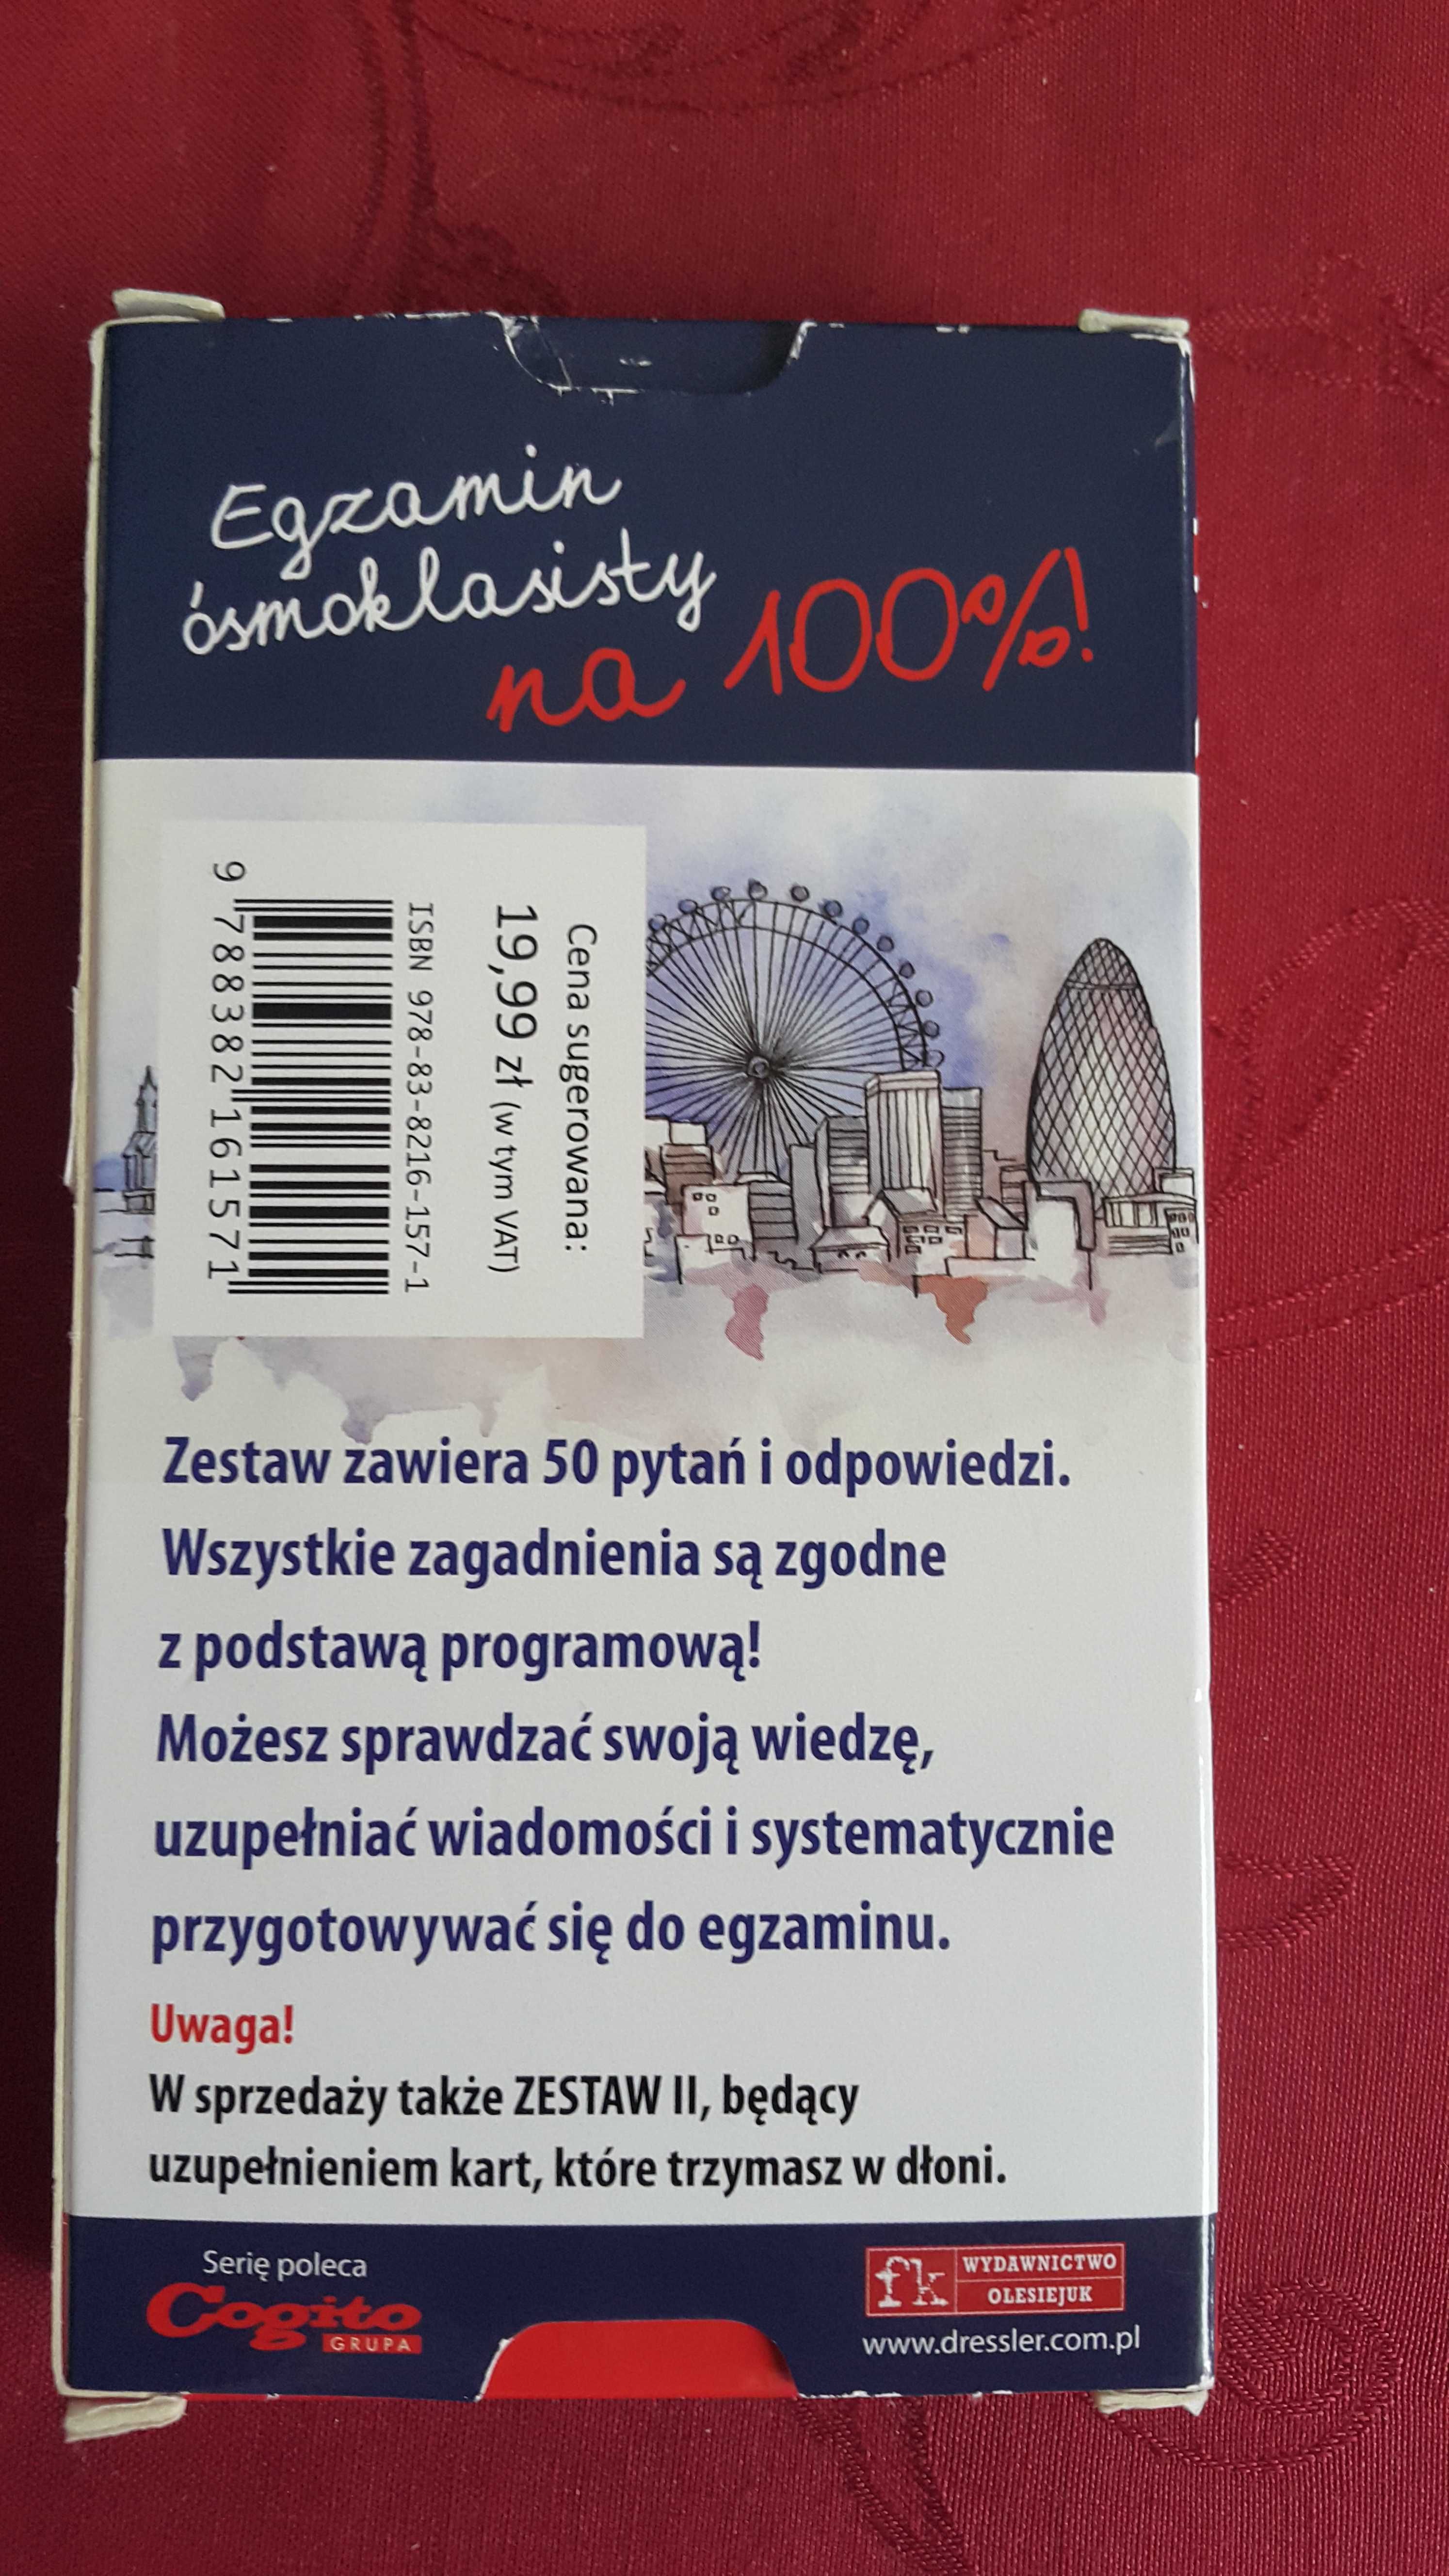 Egzamin
ósmoklasisty
na 100%!
Cena sugerowana:
19,99 zł (w tym VAT)
ISBN 978-83-8216-157-1
9 788382 161571
Zestaw zawiera 50 pytań i odpowiedzi.
Wszystkie zagadnienia są zgodne
z podstawą programową!
Możesz sprawdzać swoją wiedzę,
uzupełniać wiadomości i systematycznie
przygotowywać się do egzaminu.
Uwaga!
W sprzedaży także ZESTAW II, będący
uzupełnieniem kart, które trzymasz w dłoni.
Serię poleca
Cogito
GRUPA
fk WYDAWNICTWO
OLESIEJUK
www.dressler.com.pl